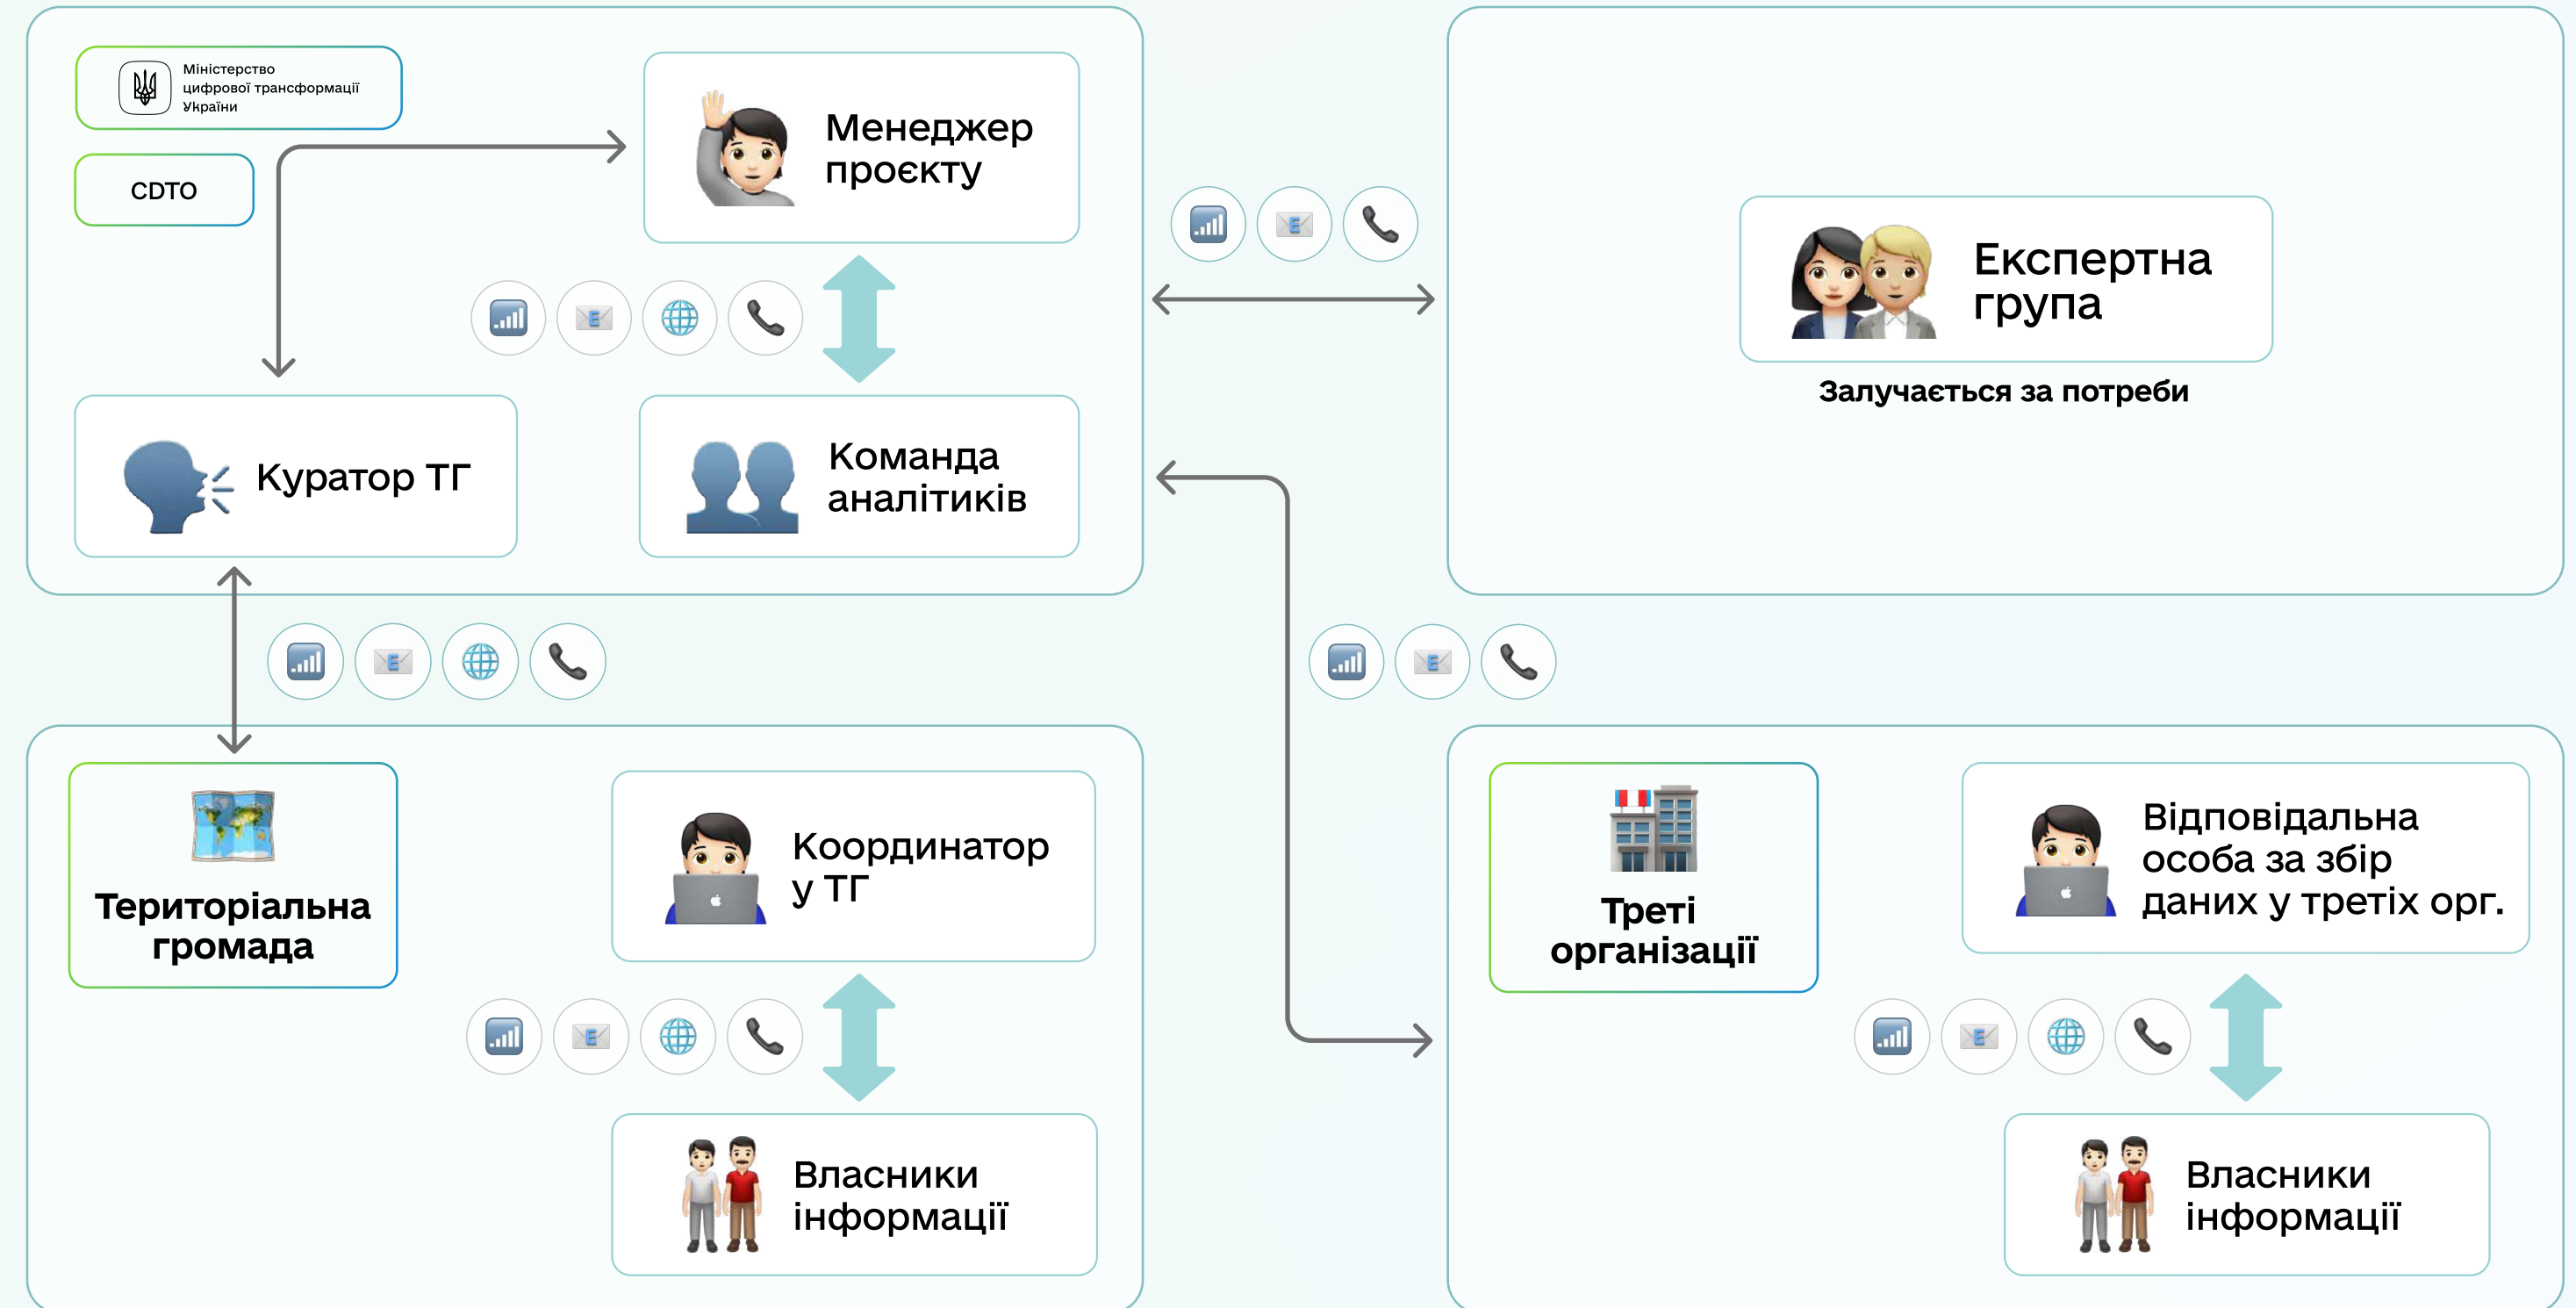 Міністерство
цифрової трансформації
України
CDTO
Менеджер
проєкту
E
E
Експертна
група
Залучається за потреби
Куратор ТГ
Команда
аналітиків
E
E
Територіальна
громада
Координатор
у ТГ
Треті
організації
Відповідальна
особа за збір
даних у третіх орг.
E
E
Власники
інформації
Власники
інформації